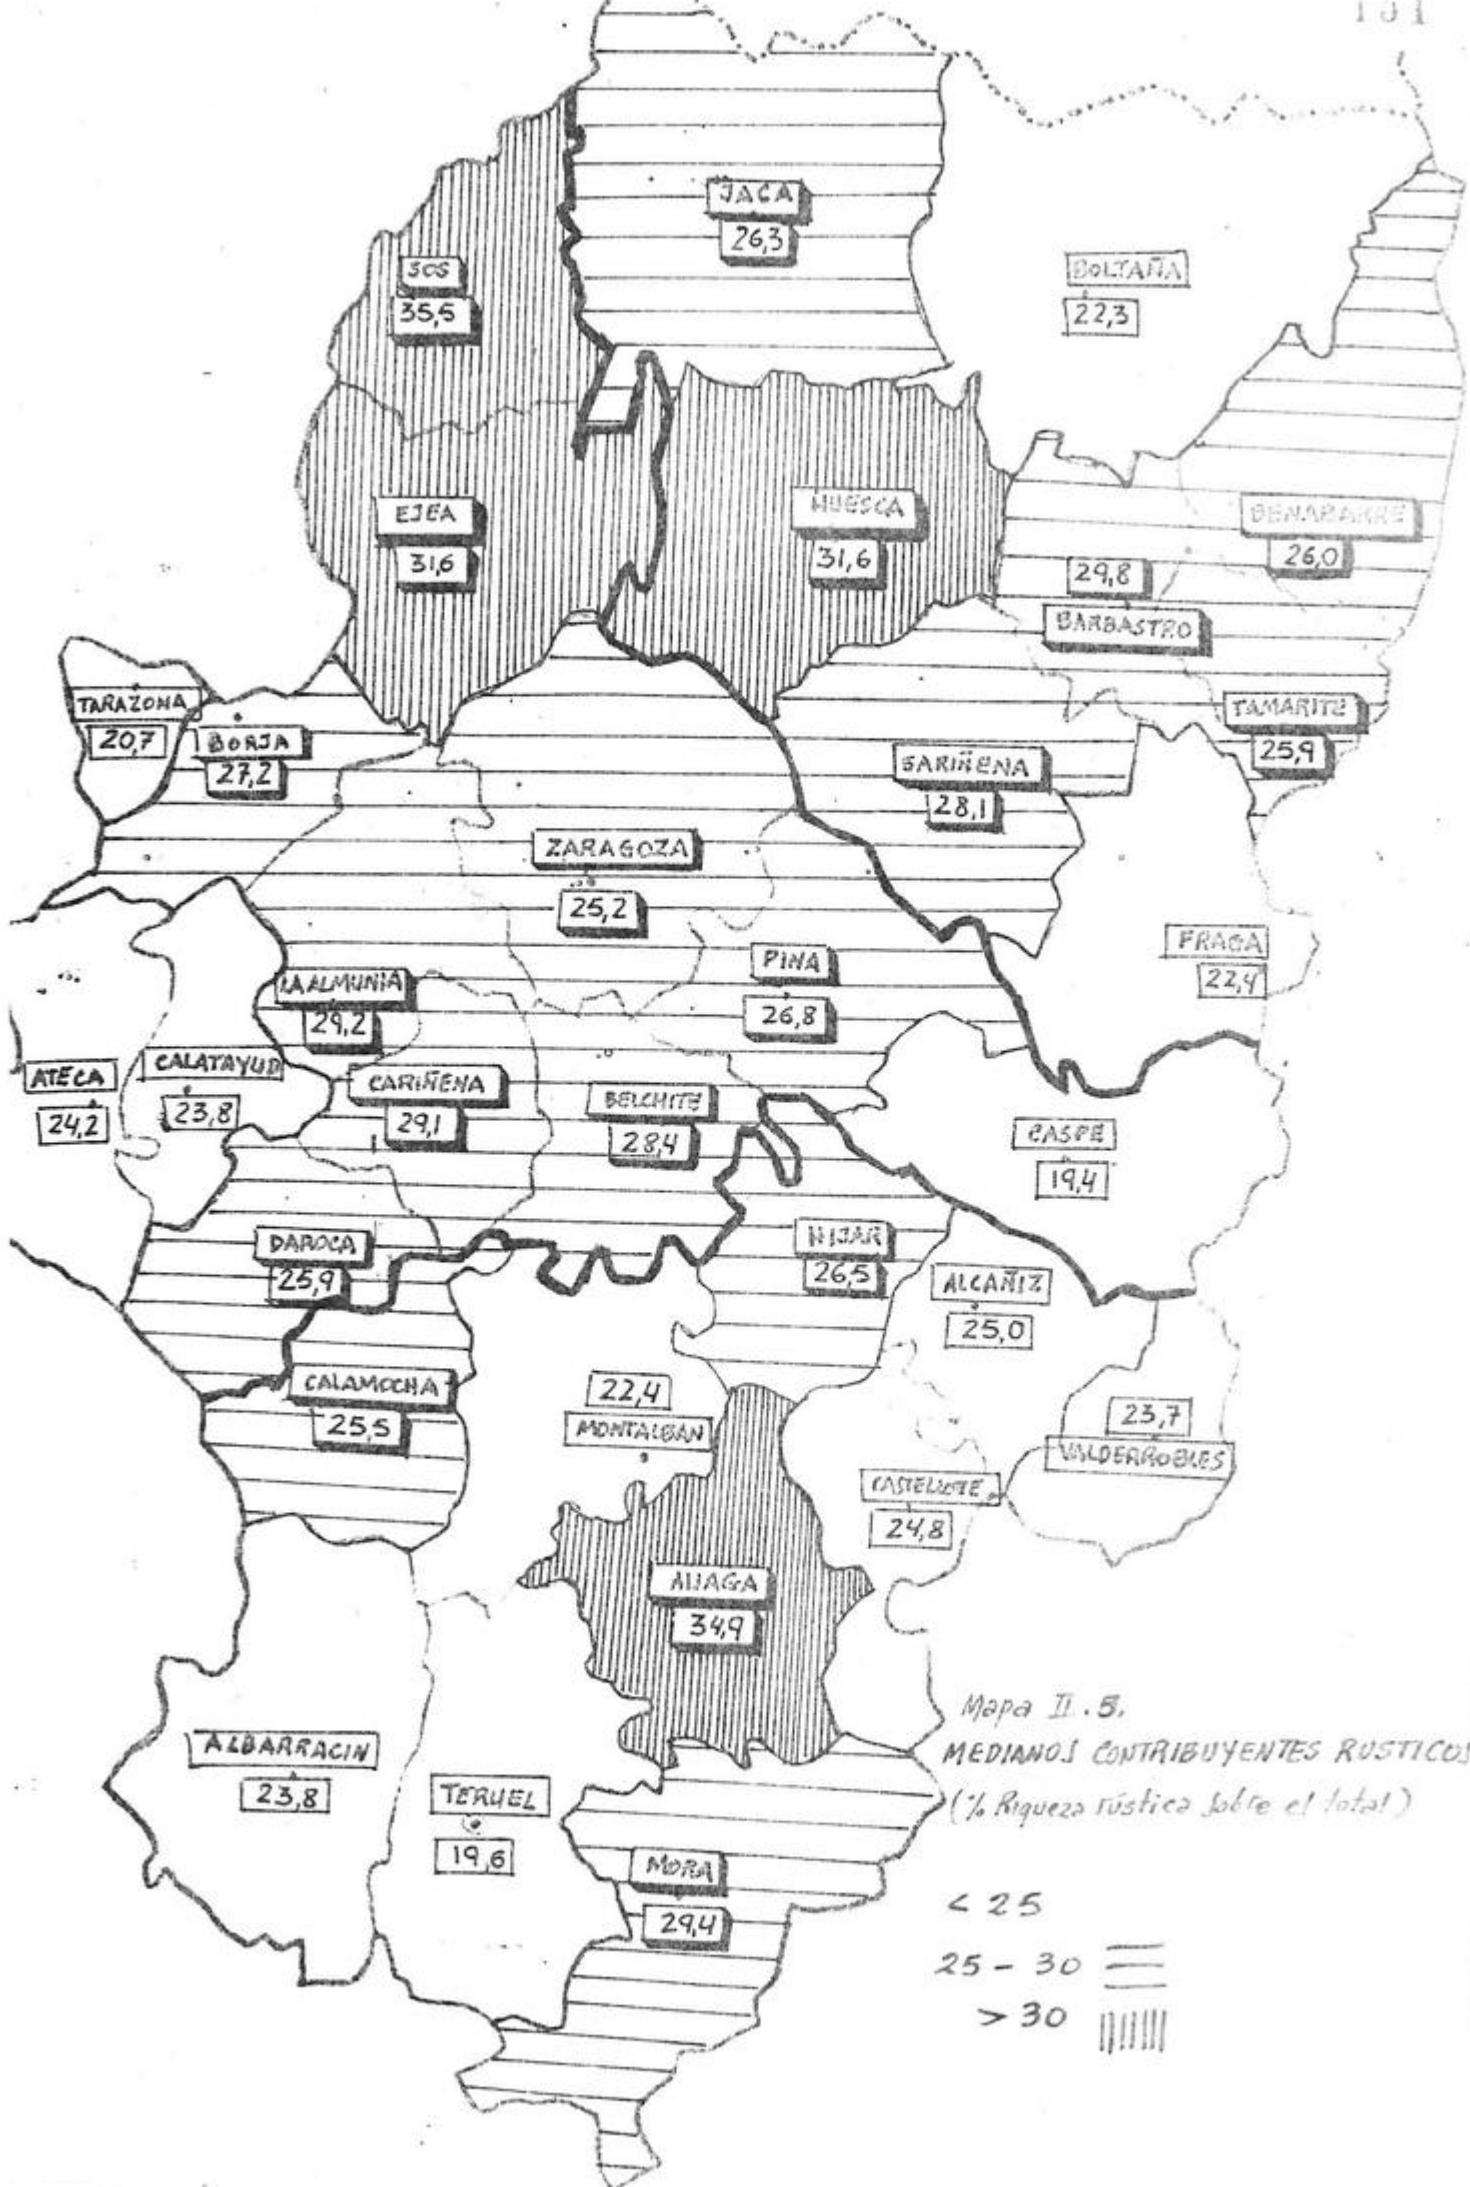 JACA
26,3
SOS
35,5
BOLTAÑA
22,3
EJEA
31,6
HUESCA
31,6
BENABARRE
26,0
29,8
BARBASTRO
TARAZONA
20,7
BORJA
27,2
TAMARITE
25,9
SARIÑENA
28,1
ZARAGOZA
25,2
FRAGA
22,4
PINA
26,8
LA ALMUNIA
29,2
ATECA
24,2
CALATAYUD
23,8
CARIÑENA
29,1
BELCHITE
28,4
CASPE
19,4
DAROCA
25,9
HIJAR
26,5
ALCAÑIZ
25,0
CALAMOCHA
25,5
22,4
MONTALBAN
23,7
VALDERROBLES
CASTELLOTE
24,8
ALIAGA
34,9
ALBARRACIN
23,8
TERUEL
19,6
MORA
29,4
Mapa II.5.
MEDIANOS CONTRIBUYENTES RUSTICOS
(% Riqueza rústica sobre el total)
< 25
25 - 30
> 30